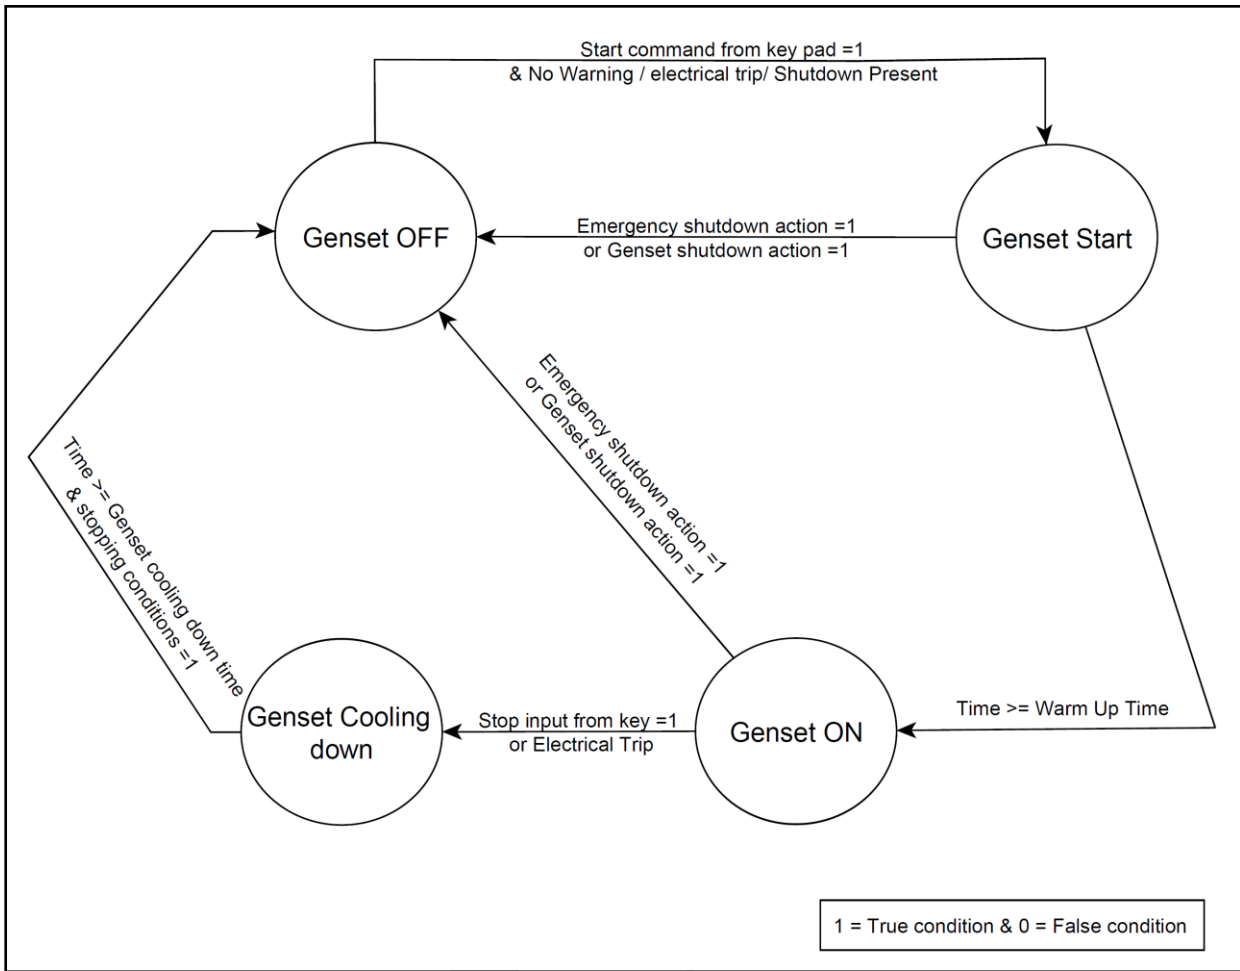 Start command from key pad =1
& No Warning / electrical trip/ Shutdown Present
Genset OFF
Emergency shutdown action =1
or Genset shutdown action =1
Genset Start
Emergency shutdown action =1
or Genset shutdown action =1
Time >= Genset cooling down time
& stopping conditions =1
Genset Cooling
down
Stop input from key =1
or Electrical Trip
Genset ON
Time >= Warm Up Time
1 = True condition & 0 = False condition